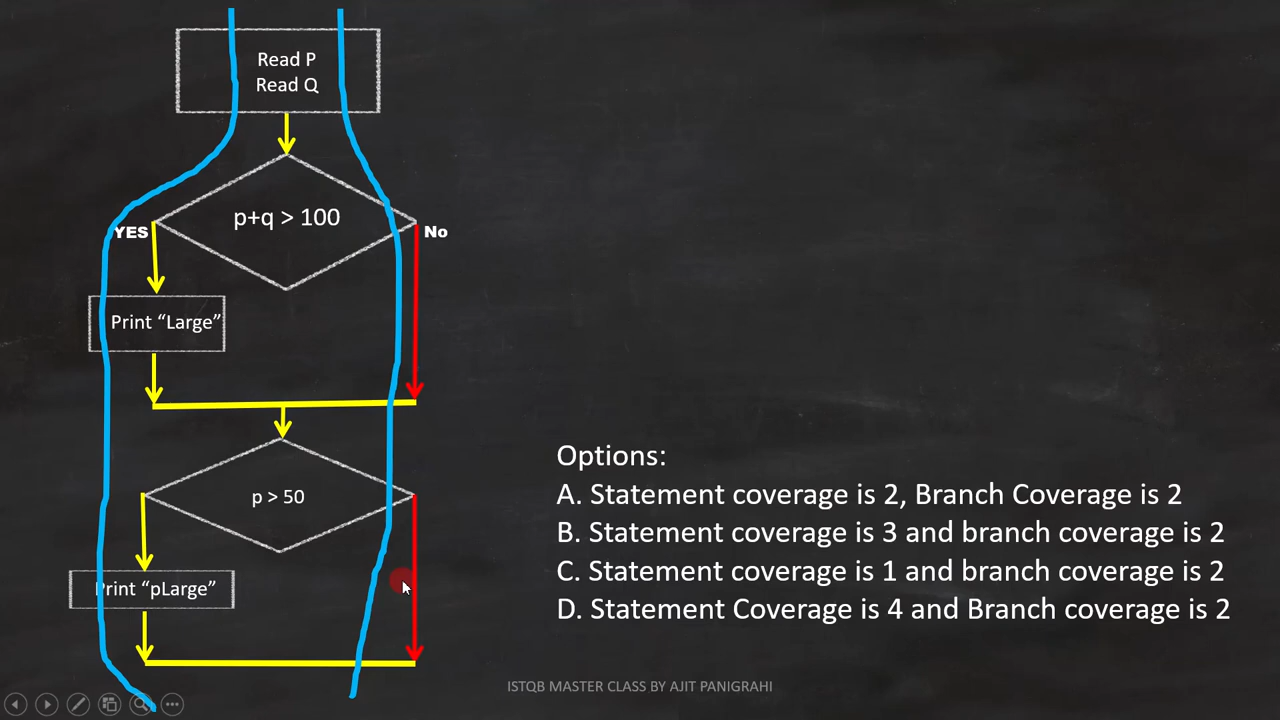 Read P
Read Q
p+q > 100
YES
No
Print “Large”
p > 50
Print “pLarge”
Options:
A. Statement coverage is 2, Branch Coverage is 2
B. Statement coverage is 3 and branch coverage is 2
C. Statement coverage is 1 and branch coverage is 2
D. Statement Coverage is 4 and Branch coverage is 2
ISTQB MASTER CLASS BY AJIT PANIGRAHI